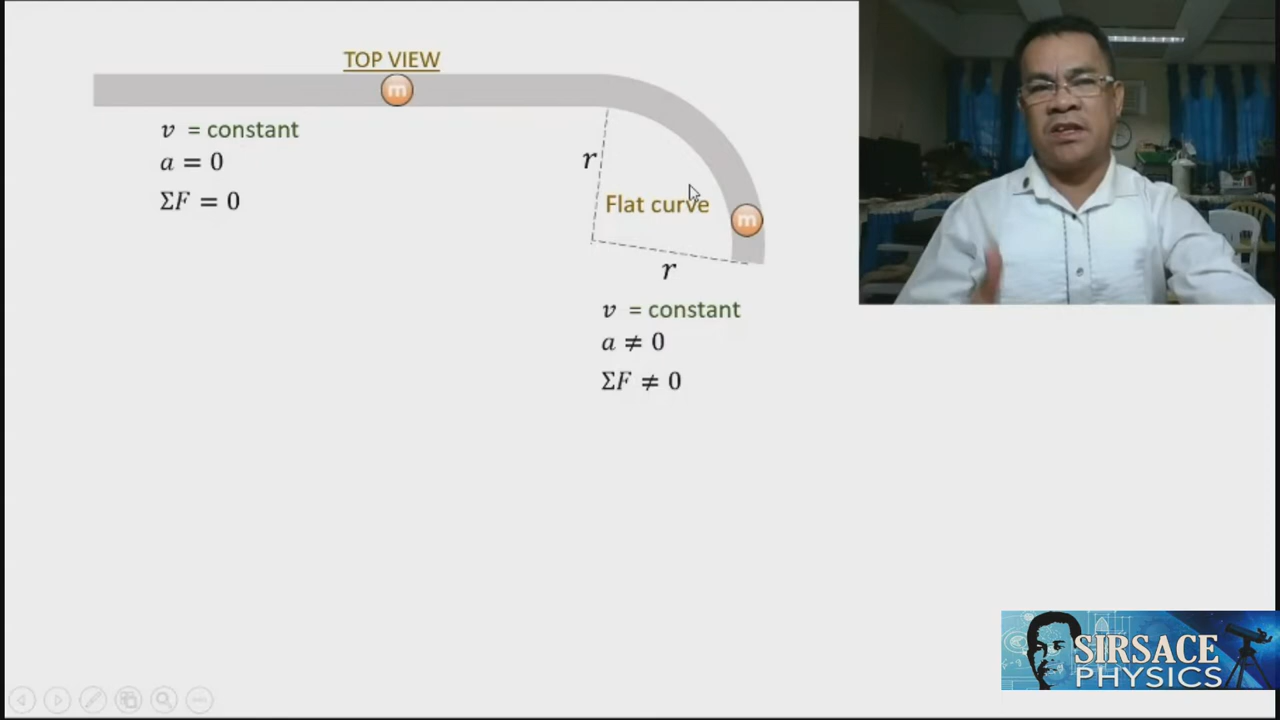 TOP VIEW
m
v = constant
a = 0
ΣF = 0
r
Flat curve
m
r
v = constant
a ≠ 0
ΣF ≠ 0
SIRSACE
PHYSICS